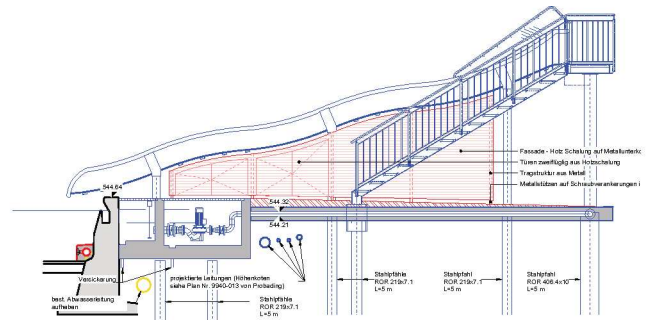 Fassade - Holz Schalung auf Metallunterko
Türen zweiflüglig aus Holzschalung
Tragstruktur aus Metall
Metallstützen auf Schraubverankerungen i
544.64
544.32
544.21
Versickerung
projektierte Leitungen (Höhenkoten
siehe Plan Nr. 9940-013 von Probading)
best. Abwasserleitung
aufheben
Stahlpfähle
ROR 219x7.1
L=5 m
Stahlpfähle
ROR 219x7.1
L=5 m
Stahlpfahl
ROR 219x7.1
L=5 m
Stahlpfahl
ROR 406.4x10
L=5 m